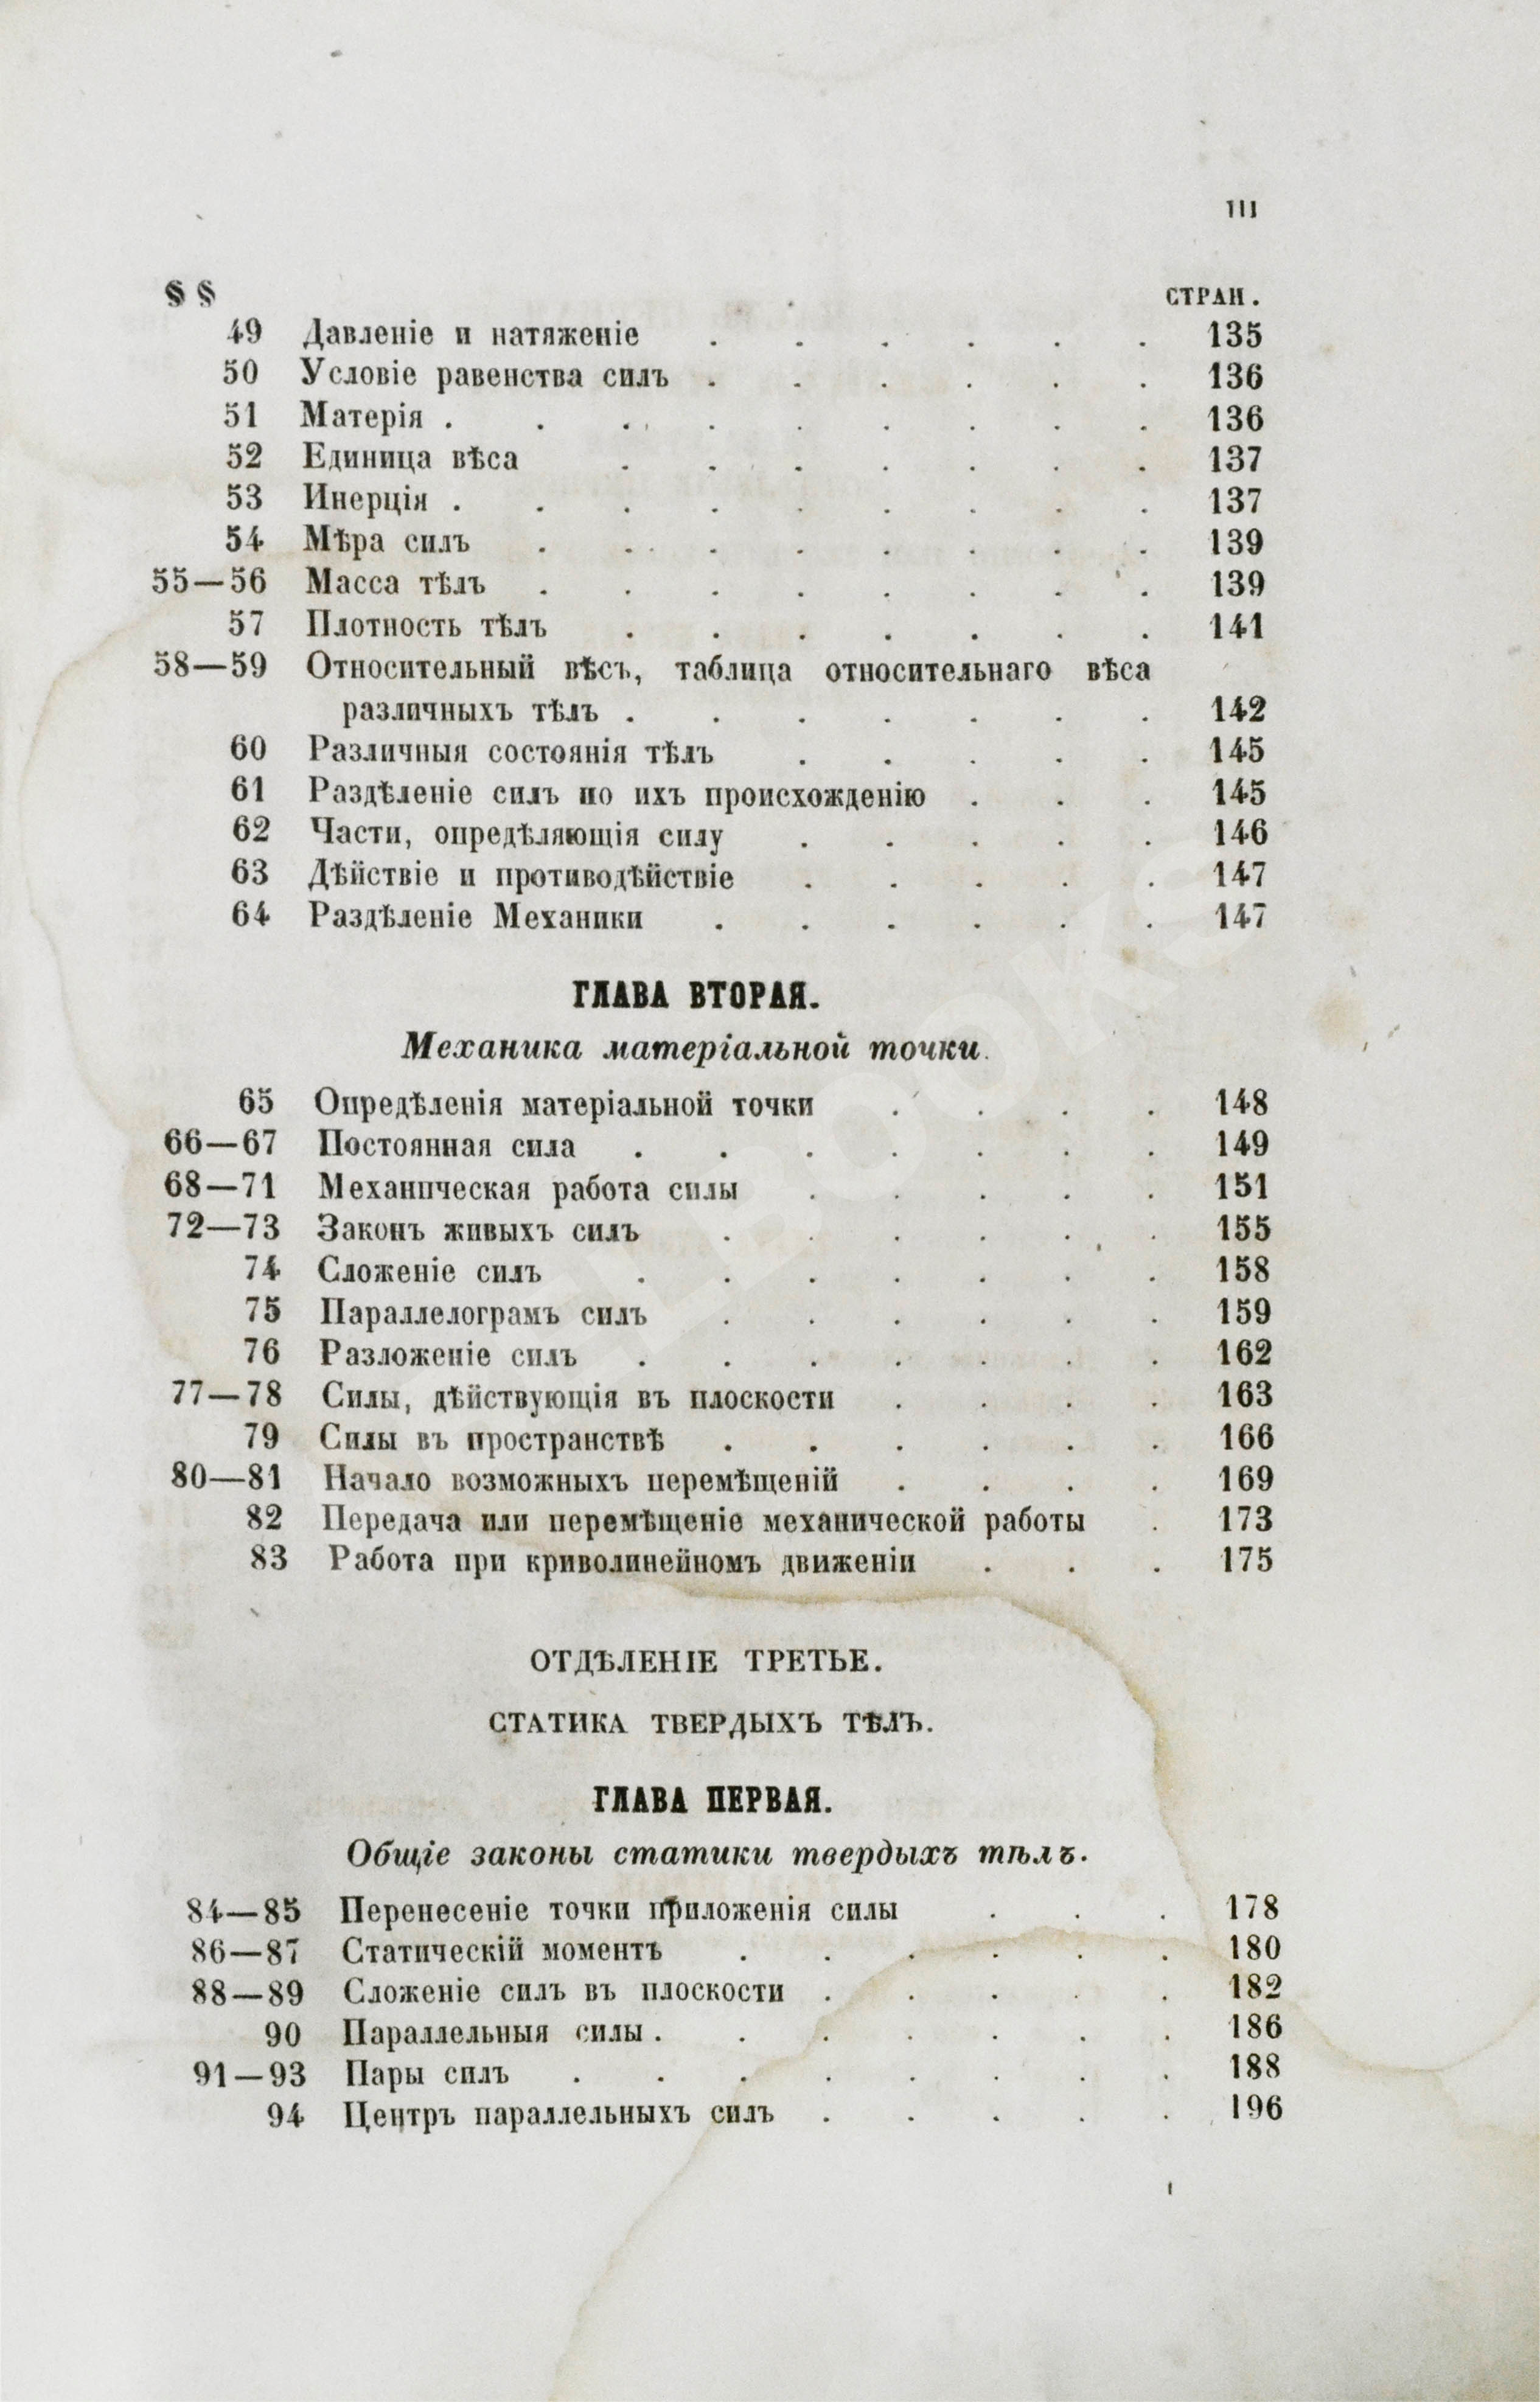 III
§ § СТРАН.
49 Давленіе и натяженіе . . . . . . 135
50 Условіе равенства силъ . . . . . . 136
51 Матерія . . . . . . . . . 136
52 Единица вѣса . . . . . . . 137
53 Инерція . . . . . . . . . 137
54 Мѣра силъ . . . . . . . . 139
55—56 Масса тѣлъ . . . . . . . . 139
57 Плотность тѣлъ . . . . . . . 141
58—59 Относительный вѣсъ, таблица относительнаго вѣса
различныхъ тѣлъ . . . . . . . 142
60 Различныя состоянія тѣлъ . . . . . 145
61 Раздѣленіе силъ по ихъ происхожденію . . . 145
62 Части, опредѣляющія силу . . . . . 146
63 Дѣйствіе и противодѣйствіе . . . . . 147
64 Раздѣленіе Механики . . . . . . 147
ГЛАВА ВТОРАЯ.
Механика матеріальной точки.
65 Опредѣленія матеріальной точки . . . . 148
66—67 Постоянная сила . . . . . . . 149
68—71 Механическая работа силы . . . . . 151
72—73 Законъ живыхъ силъ . . . . . . 155
74 Сложеніе силъ . . . . . . . 158
75 Параллелограмъ силъ . . . . . . 159
76 Разложеніе силъ . . . . . . . 162
77—78 Силы, дѣйствующія въ плоскости . . . . 163
79 Силы въ пространствѣ . . . . . . 166
80—81 Начало возможныхъ перемѣщеній . . . . 169
82 Передача или перемѣщеніе механической работы . 173
83 Работа при криволинейномъ движеніи . . . 175
ОТДѢЛЕНІЕ ТРЕТЬЕ.
СТАТИКА ТВЕРДЫХЪ ТѢЛЪ.
ГЛАВА ПЕРВАЯ.
Общіе законы статики твердыхъ тѣлъ.
84—85 Перенесеніе точки приложенія силы . . . 178
86—87 Статическій моментъ . . . . . . 180
88—89 Сложеніе силъ въ плоскости . . . . . 182
90 Параллельныя силы . . . . . . . 186
91—93 Пары силъ . . . . . . . . 188
94 Центръ параллельныхъ силъ . . . . . 196